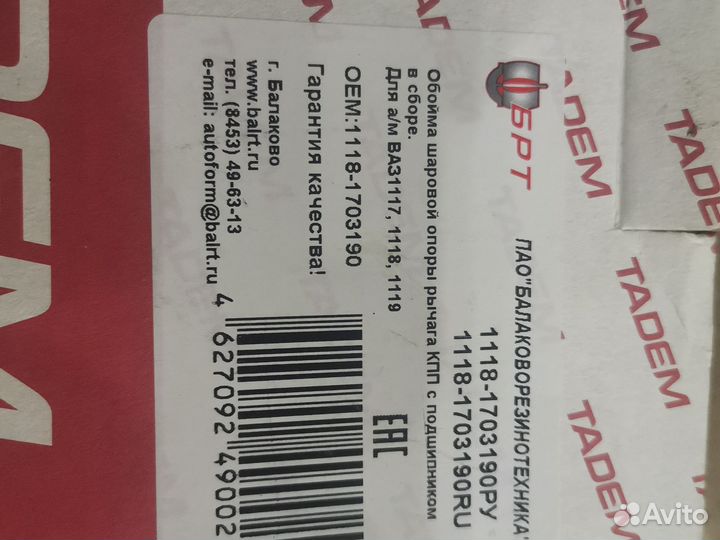 БРТ
ПАО"БАЛАКОВОРЕЗИНОТЕХНИКА"
1118-1703190РУ
1118-1703190RU
Обойма шаровой опоры рычага КПП с подшипником
в сборе.
Для а/м ВАЗ1117, 1118, 1119
OEM:1118-1703190
Гарантия качества!
г. Балаково
www.balrt.ru
тел. (8453) 49-63-13
e-mail: autoform@balrt.ru
EAC
4 627092 49002
TADEM
TADEM
TADEM
TADEM
TADEM
Avito